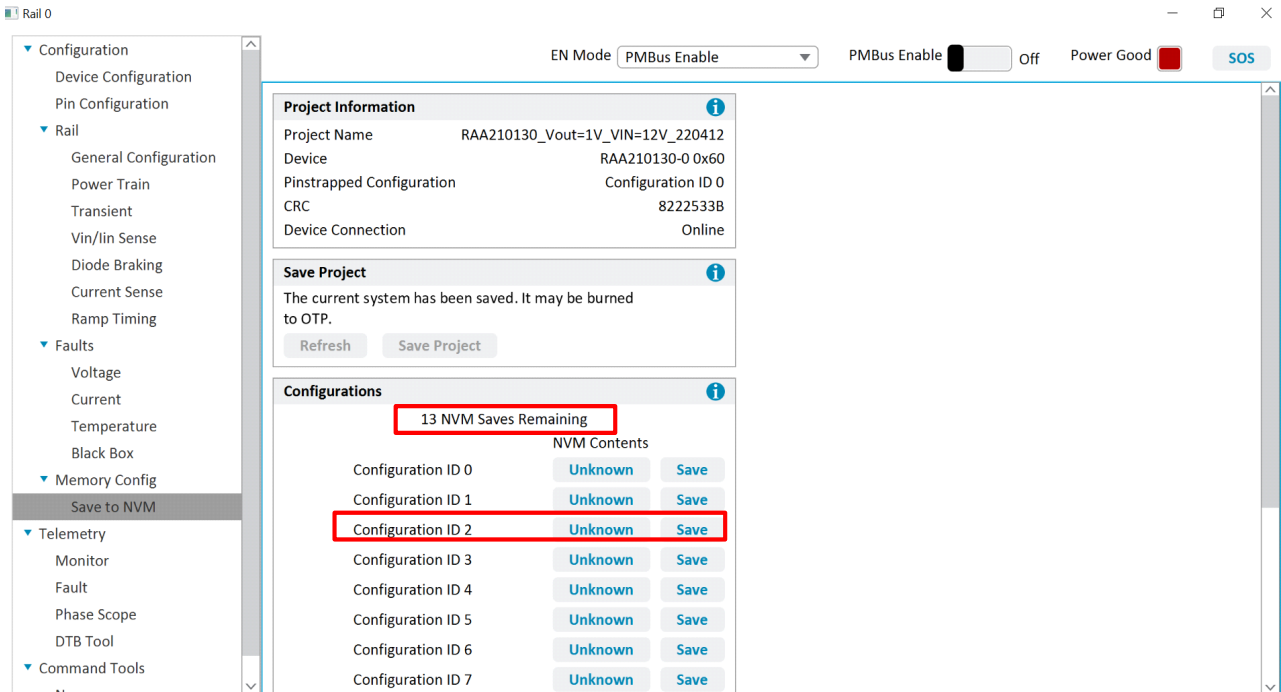 Rail 0
EN Mode PMBus Enable PMBus Enable Off Power Good SOS
Configuration
Device Configuration
Pin Configuration
Rail
General Configuration
Power Train
Transient
Vin/Iin Sense
Diode Braking
Current Sense
Ramp Timing
Faults
Voltage
Current
Temperature
Black Box
Memory Config
Save to NVM
Telemetry
Monitor
Fault
Phase Scope
DTB Tool
Command Tools
Project Information
Project Name RAA210130_Vout=1V_VIN=12V_220412
Device RAA210130-0 0x60
Pinstrapped Configuration Configuration ID 0
CRC 8222533B
Device Connection Online
Save Project
The current system has been saved. It may be burned
to OTP.
Refresh Save Project
Configurations
13 NVM Saves Remaining
NVM Contents
Configuration ID 0 Unknown Save
Configuration ID 1 Unknown Save
Configuration ID 2 Unknown Save
Configuration ID 3 Unknown Save
Configuration ID 4 Unknown Save
Configuration ID 5 Unknown Save
Configuration ID 6 Unknown Save
Configuration ID 7 Unknown Save